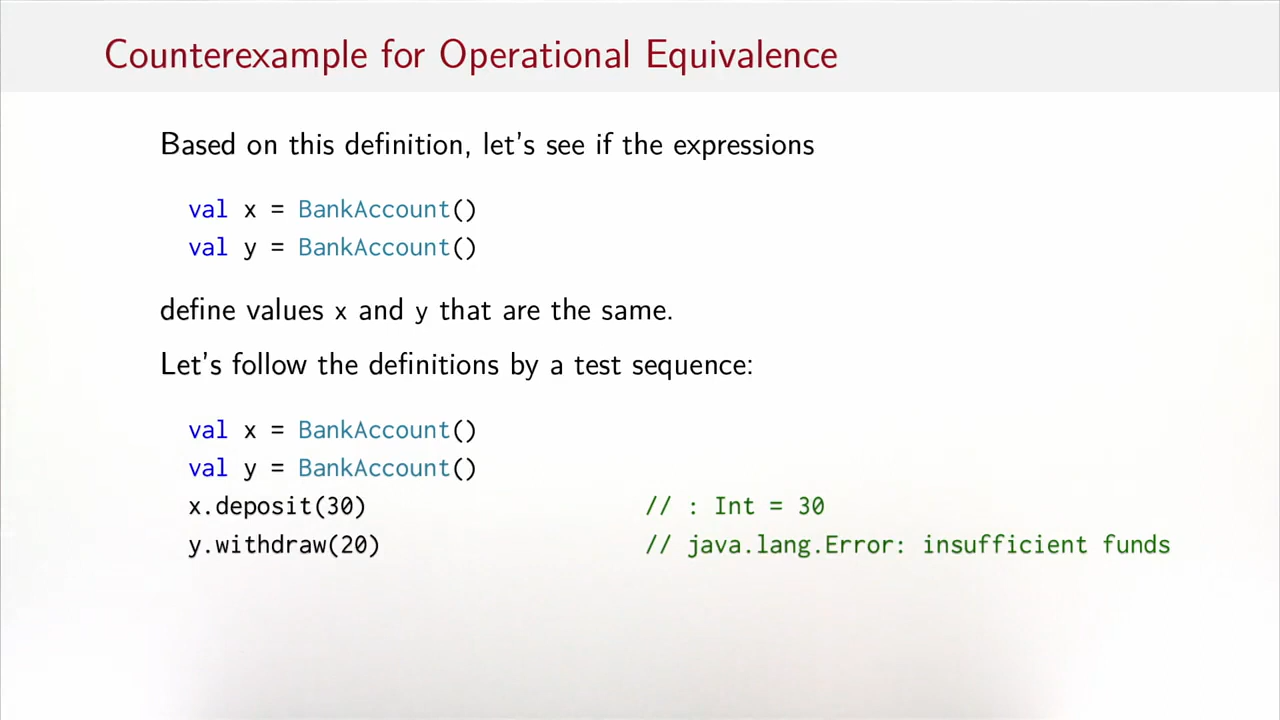 Counterexample for Operational Equivalence
Based on this definition, let's see if the expressions
val x = BankAccount()
val y = BankAccount()
define values x and y that are the same.
Let's follow the definitions by a test sequence:
val x = BankAccount()
val y = BankAccount()
x.deposit(30) // : Int = 30
y.withdraw(20) // java.lang.Error: insufficient funds